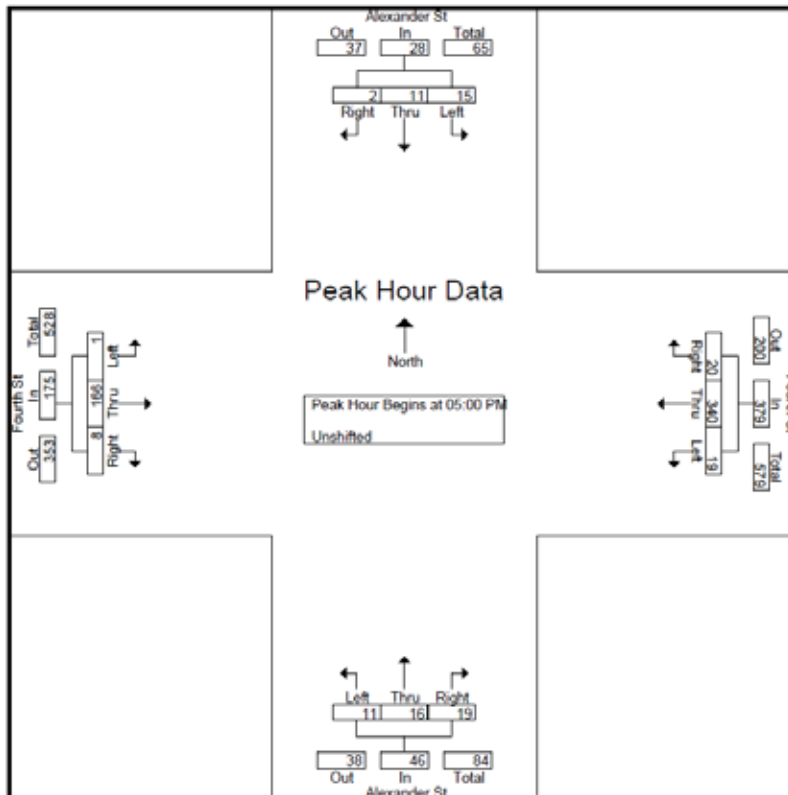 Alexander St
Out In Total
37 28 65
2 11 15
Right Thru Left
Peak Hour Data
North
Peak Hour Begins at 05:00 PM
Unshifted
Fourth St
Total In Out
528 175 353
1 166 8
Left Thru Right
Right Thru Left
20 340 19
Out In Total
200 379 579
Left Thru Right
11 16 19
38 46 84
Out In Total
Alexander St